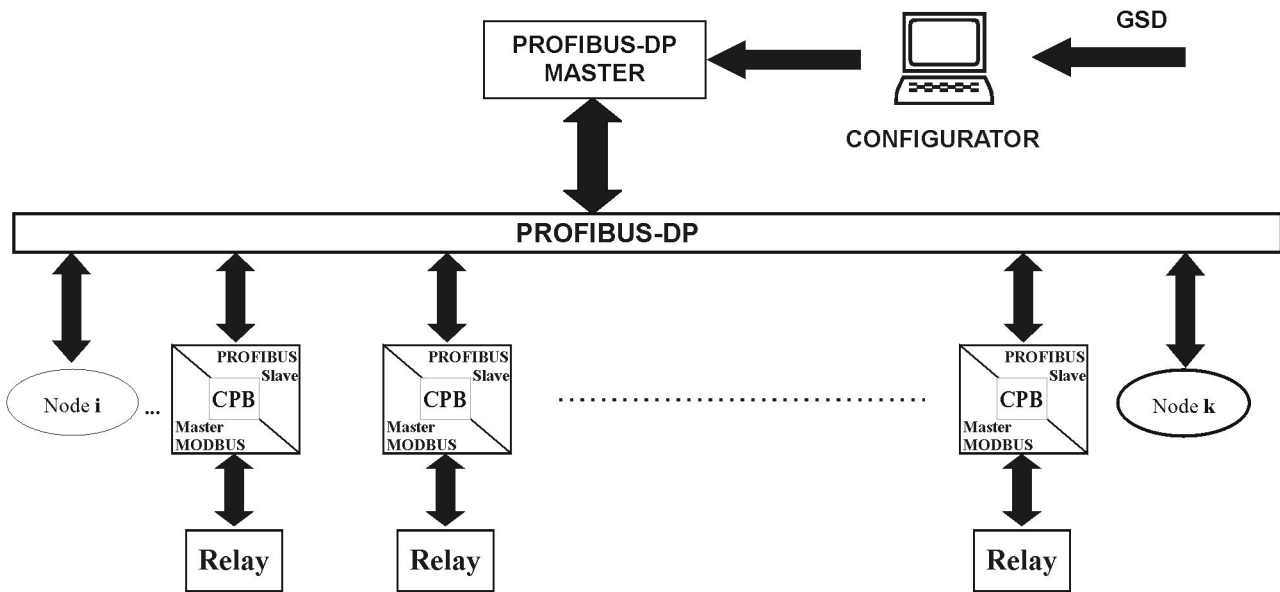 GSD
PROFIBUS-DP
MASTER
CONFIGURATOR
PROFIBUS-DP
PROFIBUS
Slave
CPB
Master
MODBUS
PROFIBUS
Slave
CPB
Master
MODBUS
PROFIBUS
Slave
CPB
Master
MODBUS
Node i
...
Node k
Relay
Relay
Relay